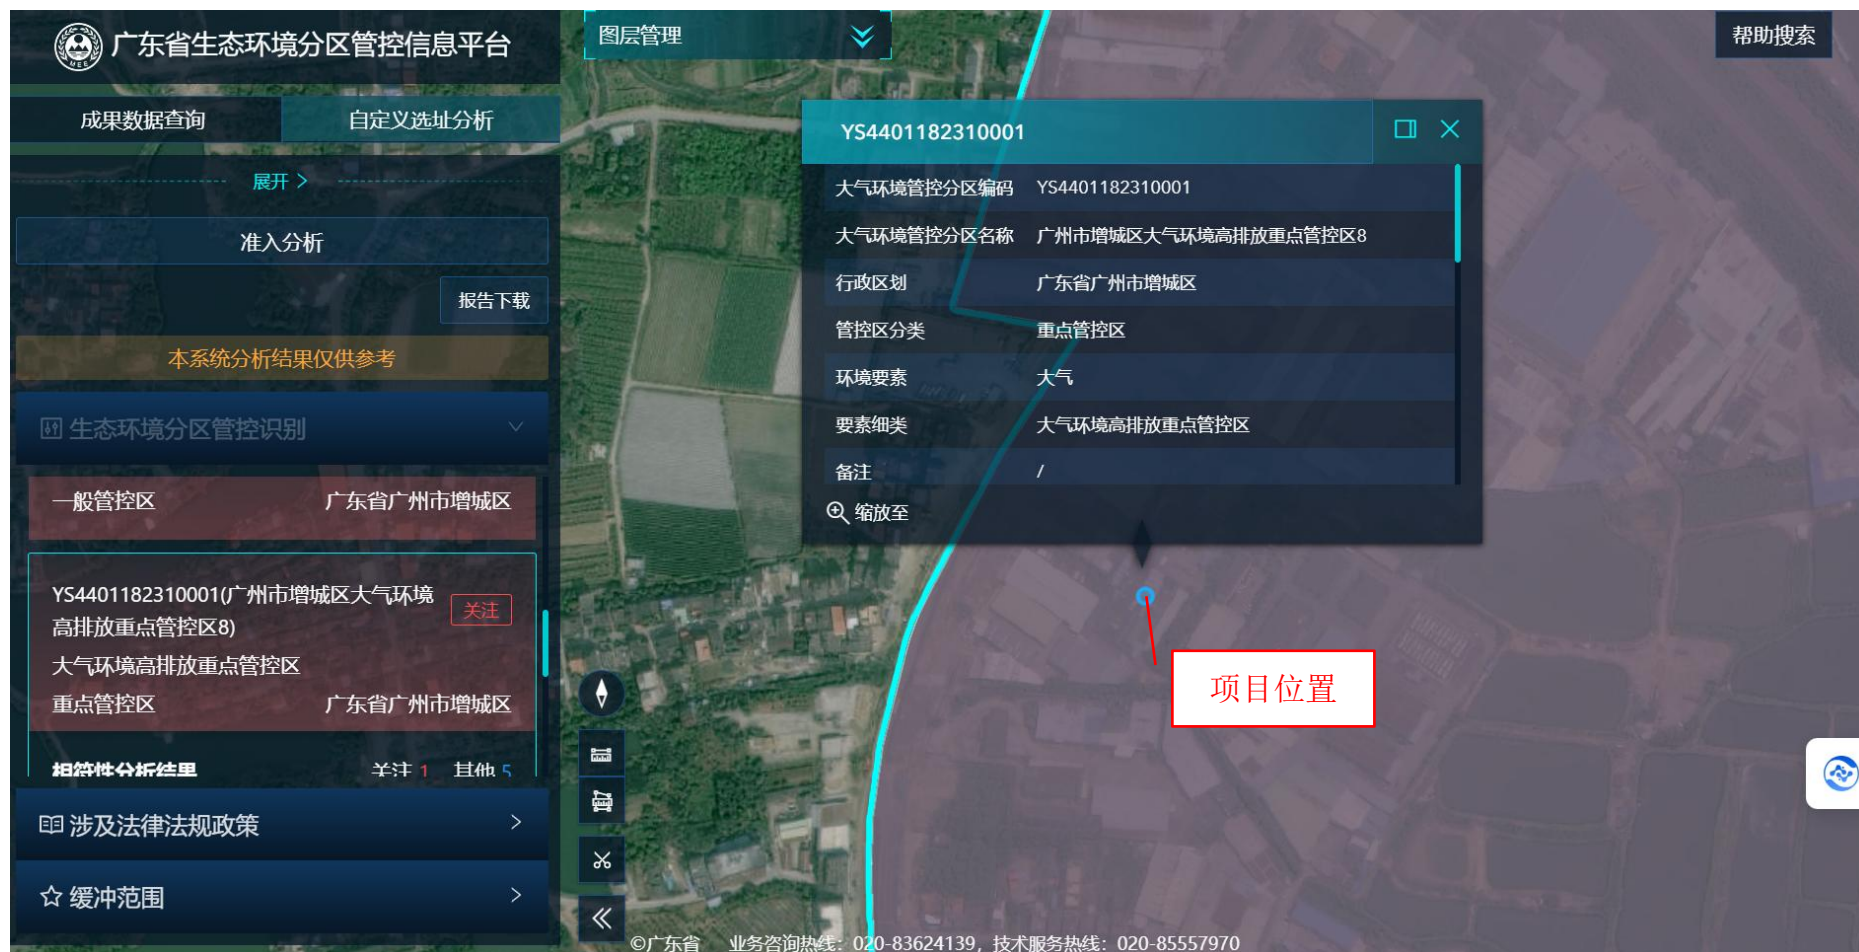 广东省生态环境分区管控信息平台
成果数据查询
自定义选址分析
展开 >
准入分析
报告下载
本系统分析结果仅供参考
生态环境分区管控识别
一般管控区 广东省广州市增城区
YS4401182310001(广州市增城区大气环境
高排放重点管控区8)
关注
大气环境高排放重点管控区
重点管控区 广东省广州市增城区
相符性分析结果 关注 1 其他 5
涉及法律法规政策
缓冲范围
图层管理
帮助搜索
YS4401182310001
大气环境管控分区编码 YS4401182310001
大气环境管控分区名称 广州市增城区大气环境高排放重点管控区8
行政区划 广东省广州市增城区
管控区分类 重点管控区
环境要素 大气
要素细类 大气环境高排放重点管控区
备注 /
缩放至
项目位置
©广东省 业务咨询热线：020-83624139，技术服务热线：020-85557970